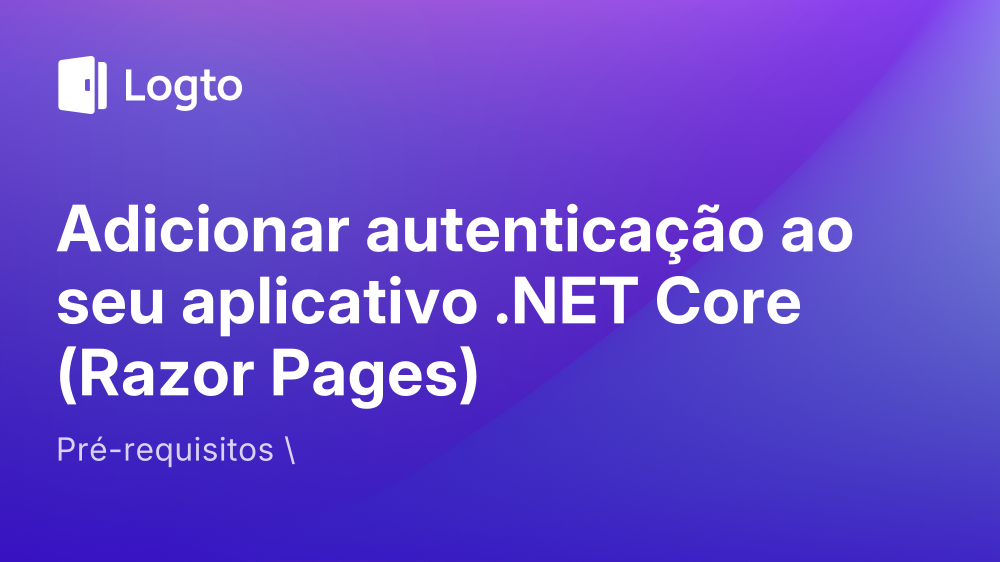 Logto
Adicionar autenticação ao
seu aplicativo .NET Core
(Razor Pages)
Pré-requisitos \